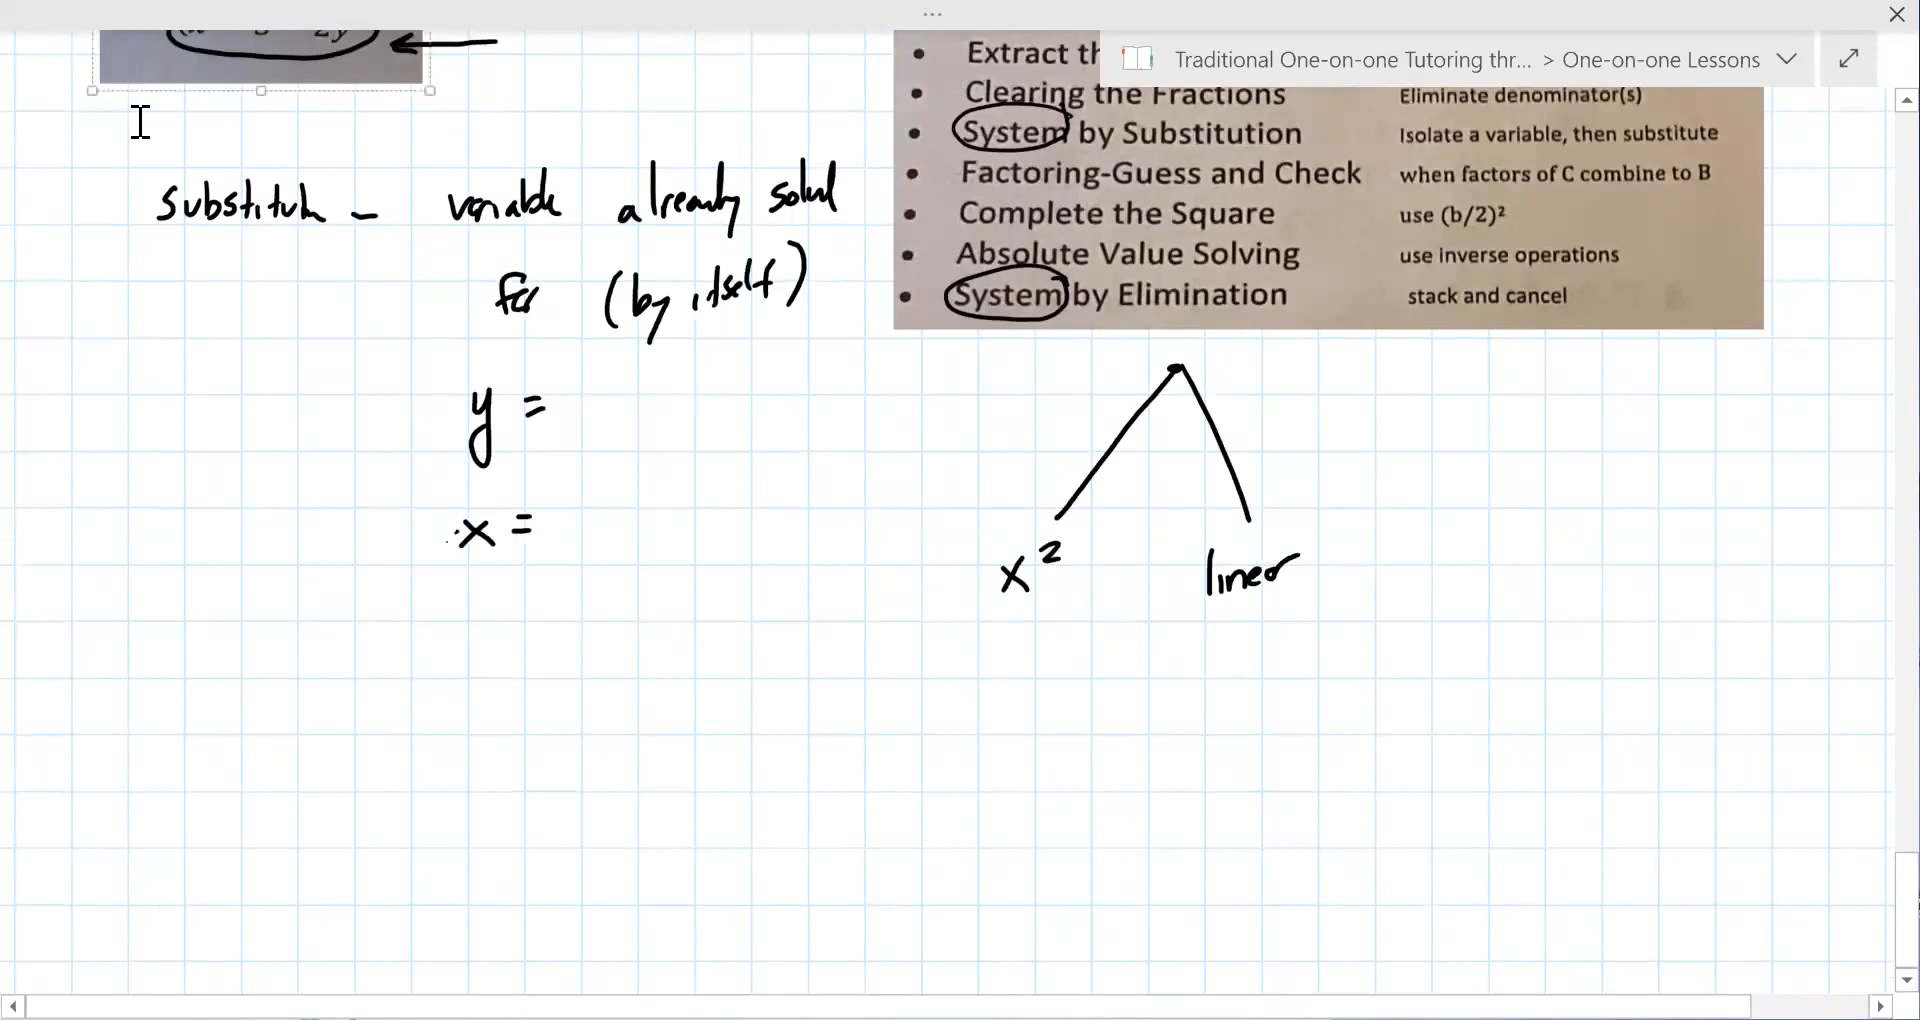 Traditional One-on-one Tutoring thr... > One-on-one Lessons
• Extract th
• Clearing the Fractions Eliminate denominator(s)
• System by Substitution Isolate a variable, then substitute
• Factoring-Guess and Check when factors of C combine to B
• Complete the Square use (b/2)²
• Absolute Value Solving use inverse operations
• System by Elimination stack and cancel
substitute - variable already solved
for (by itself)
y =
x =
x² linear